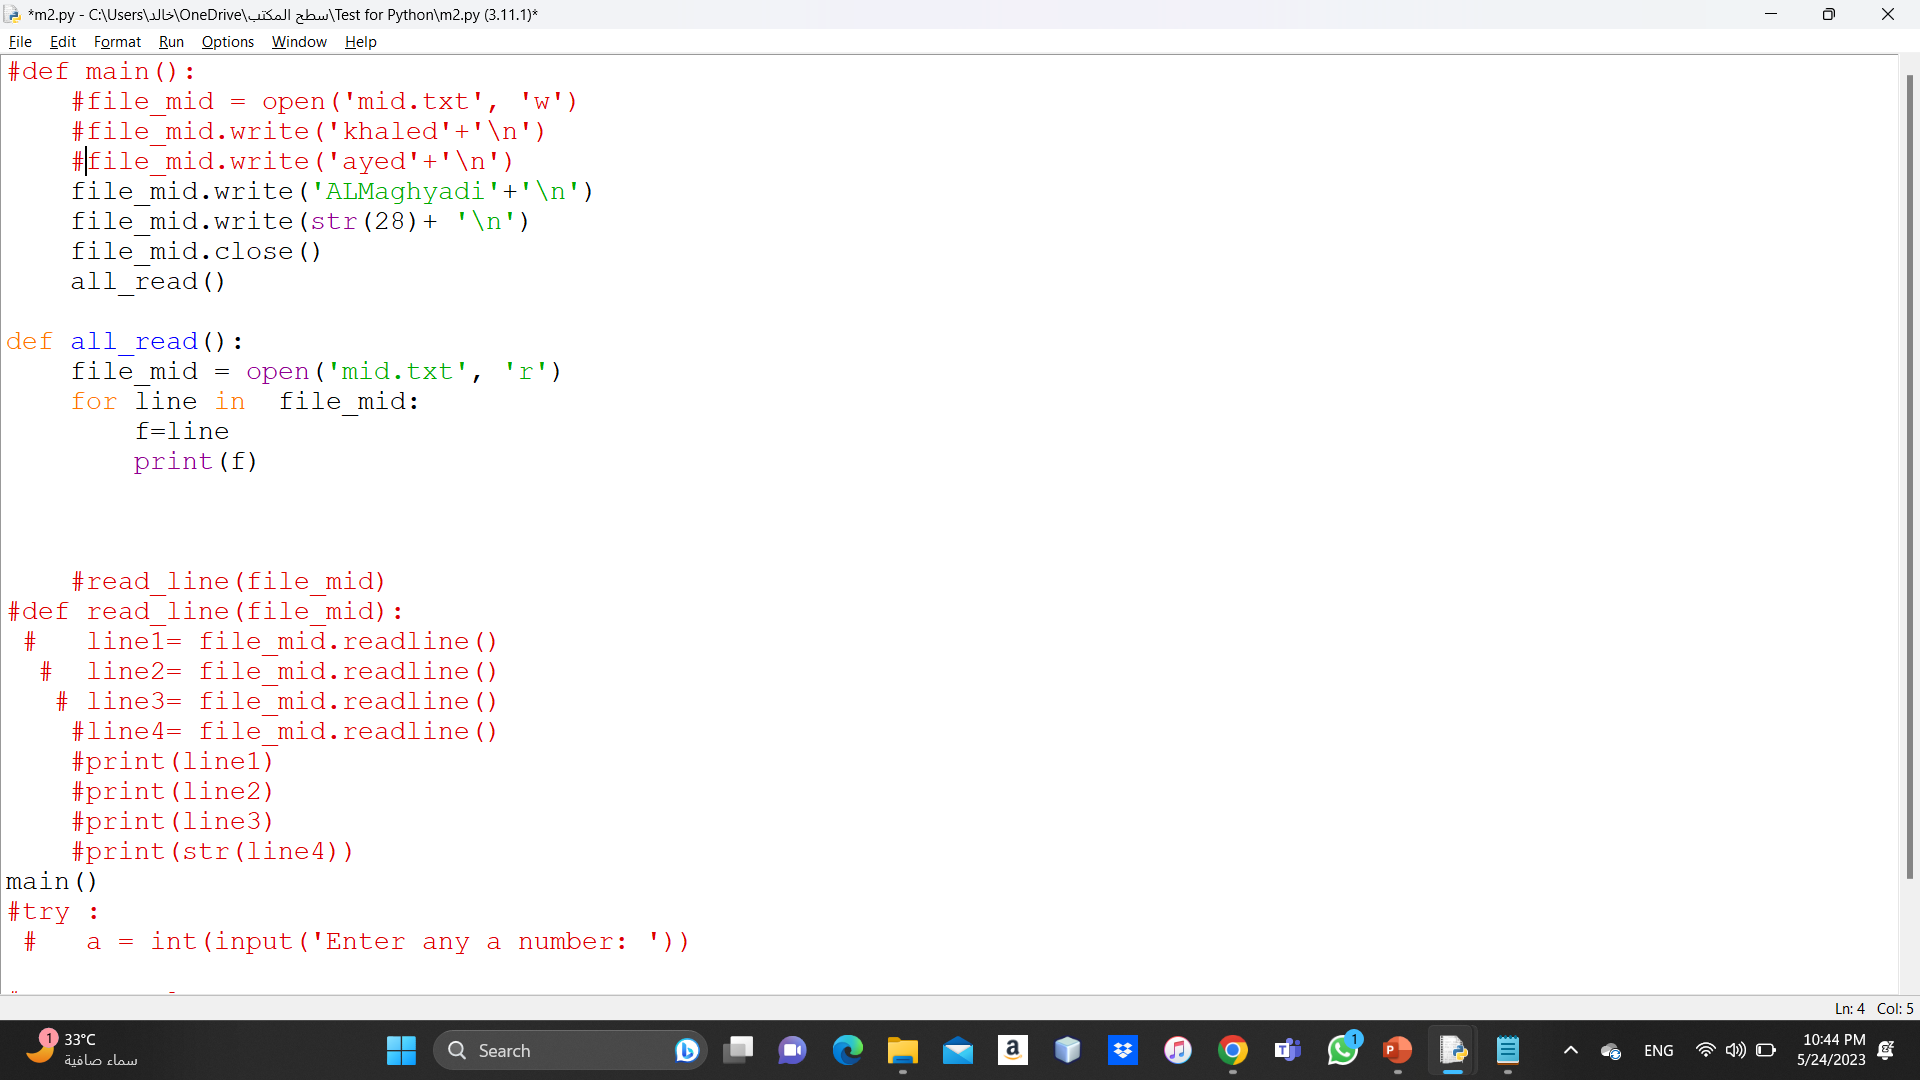 *m2.py - C:\Users\خالد\OneDrive\سطح المكتب\Test for Python\m2.py (3.11.1)*
File Edit Format Run Options Window Help
#def main():
    #file_mid = open('mid.txt', 'w')
    #file_mid.write('khaled'+'\n')
    #file_mid.write('ayed'+'\n')
    file_mid.write('ALMaghyadi'+'\n')
    file_mid.write(str(28)+ '\n')
    file_mid.close()
    all_read()
def all_read():
    file_mid = open('mid.txt', 'r')
    for line in  file_mid:
        f=line
        print(f)
    #read_line(file_mid)
#def read_line(file_mid):
 #   line1= file_mid.readline()
  #  line2= file_mid.readline()
   # line3= file_mid.readline()
    #line4= file_mid.readline()
    #print(line1)
    #print(line2)
    #print(line3)
    #print(str(line4))
main()
#try :
 #   a = int(input('Enter any a number: '))
Ln: 4 Col: 5
1 33°C
سماء صافية
Search
a
1
P
ENG
10:44 PM
5/24/2023